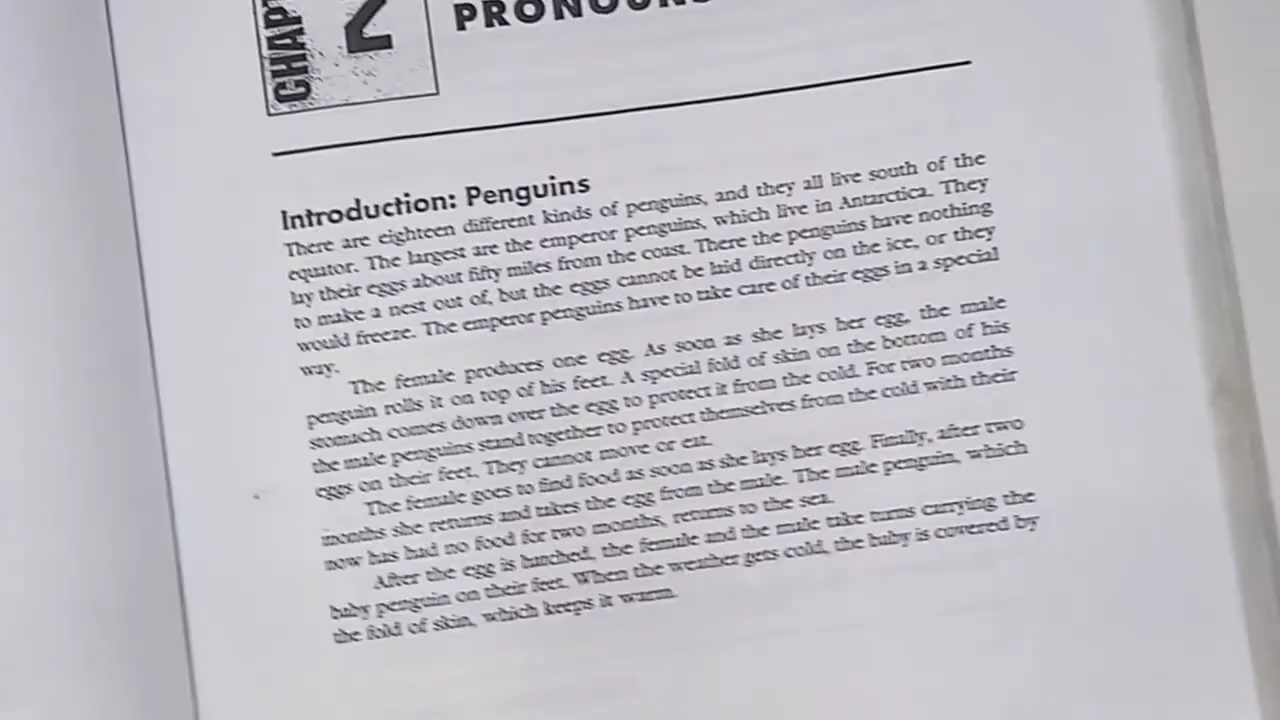 CHAPT
2
PRONOUNS
Introduction: Penguins
There are eighteen different kinds of penguins, and they all live south of the
equator. The largest are the emperor penguins, which live in Antarctica. They
lay their eggs about fifty miles from the coast. There the penguins have nothing
to make a nest out of, but the eggs cannot be laid directly on the ice, or they
would freeze. The emperor penguins have to take care of their eggs in a special
way.
The female produces one egg. As soon as she lays her egg, the male
penguin rolls it on top of his feet. A special fold of skin on the bottom of his
stomach comes down over the egg to protect it from the cold. For two months
the male penguins stand together to protect themselves from the cold with their
eggs on their feet. They cannot move or eat.
The female goes to find food as soon as she lays her egg. Finally, after two
months she returns and takes the egg from the male. The male penguin, which
now has had no food for two months, returns to the sea.
After the egg is hatched, the female and the male take turns carrying the
baby penguin on their feet. When the weather gets cold, the baby is covered by
the fold of skin, which keeps it warm.